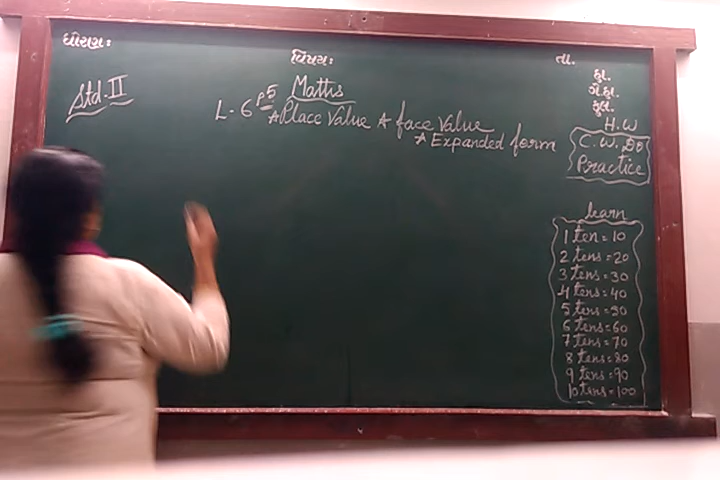 ધોરણઃ
વિષયઃ
તા.
હા.
ગે.હા.
કુલ.
Std. II
Maths
L-6 P5
*Place Value * face Value
* Expanded form
H.W
C.W. Do
Practice
learn
1 ten = 10
2 tens = 20
3 tens = 30
4 tens = 40
5 tens = 50
6 tens = 60
7 tens = 70
8 tens = 80
9 tens = 90
10 tens = 100